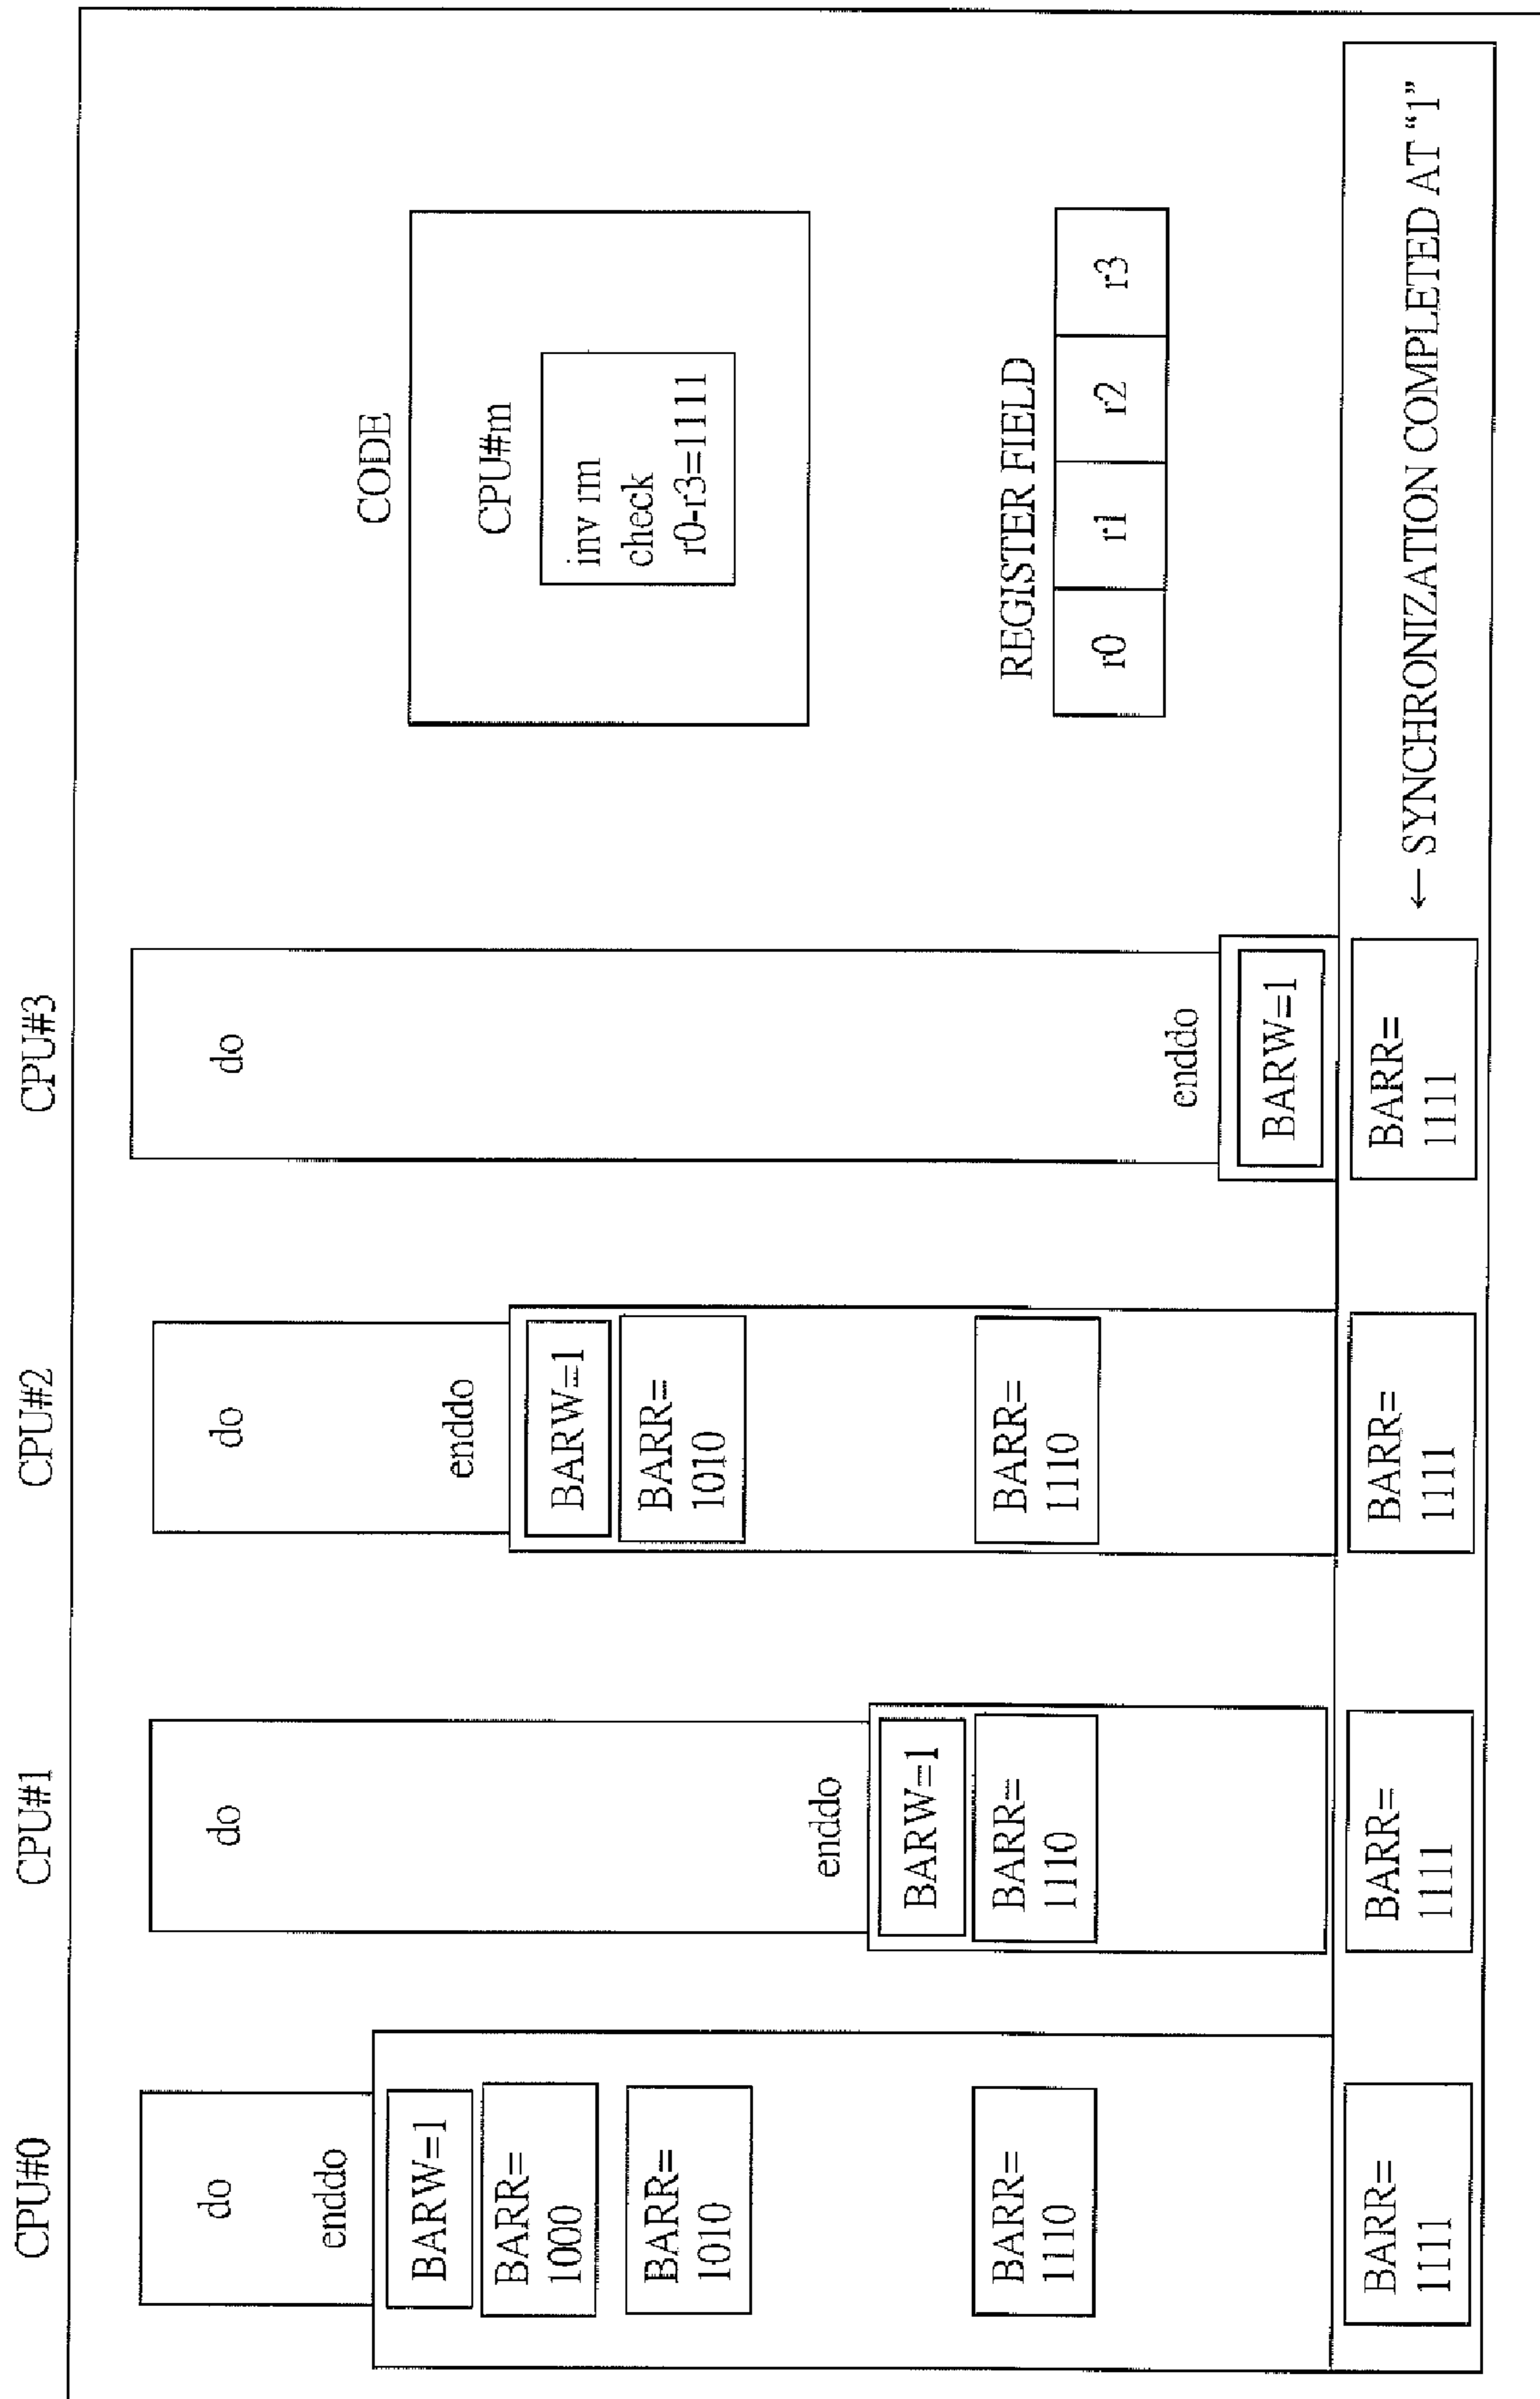 CPU#0
do
enddo
BARW=1
BARR=
1000
BARR=
1010
BARR=
1110
BARR=
1111
CPU#1
do
enddo
BARW=1
BARR=
1110
BARR=
1111
CPU#2
do
enddo
BARW=1
BARR=
1010
BARR=
1110
BARR=
1111
CPU#3
do
enddo
BARW=1
BARR=
1111
← SYNCHRONIZATION COMPLETED AT “1”
CODE
CPU#m
inv rm
check
r0-r3=1111
REGISTER FIELD
r0 r1 r2 r3